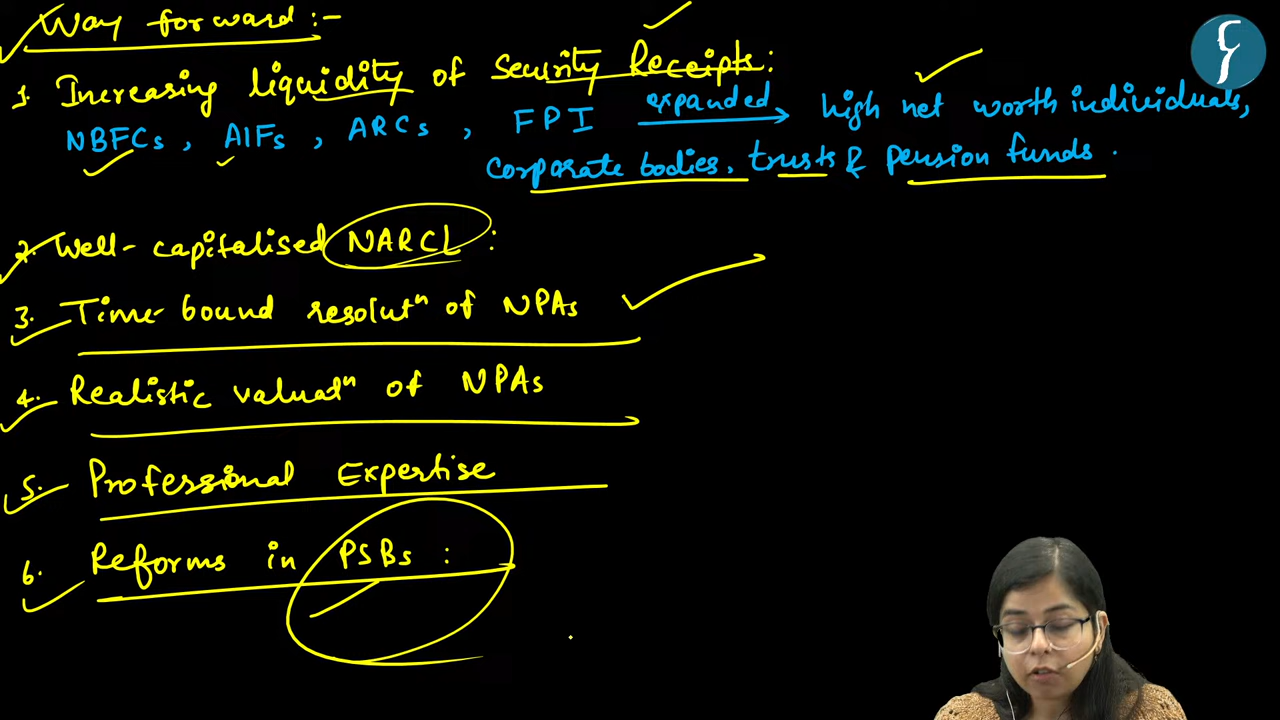 Way forward :-
1. Increasing liquidity of Security Receipts :
NBFCs , AIFs , ARCs , FPI expanded → high net worth individuals,
corporate bodies, trusts & pension funds .
2. Well-capitalised NARCL :
3. Time-bound resolutⁿ of NPAs
4. Realistic valuatⁿ of NPAs
5. Professional Expertise
6. Reforms in PSBs :